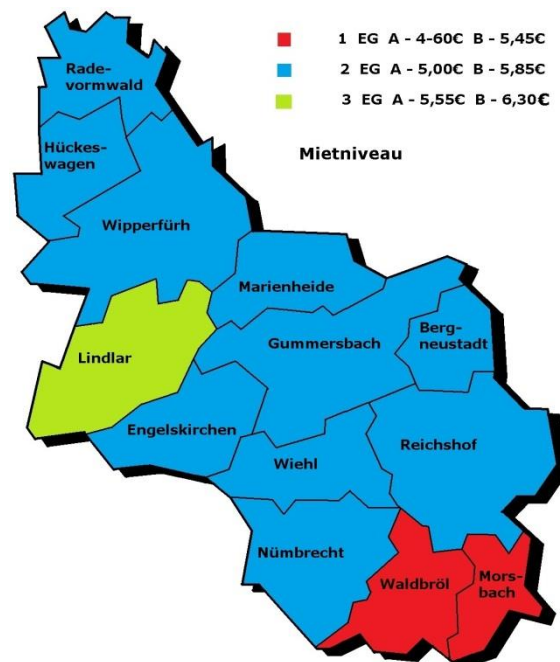 1 EG A - 4-60€ B - 5,45€
2 EG A - 5,00€ B - 5,85€
3 EG A - 5,55€ B - 6,30€
Mietniveau
Rade-
vormwald
Hückes-
wagen
Wipperfürh
Marienheide
Lindlar
Gummersbach
Berg-
neustadt
Engelskirchen
Wiehl
Reichshof
Nümbrecht
Waldbröl
Mors-
bach